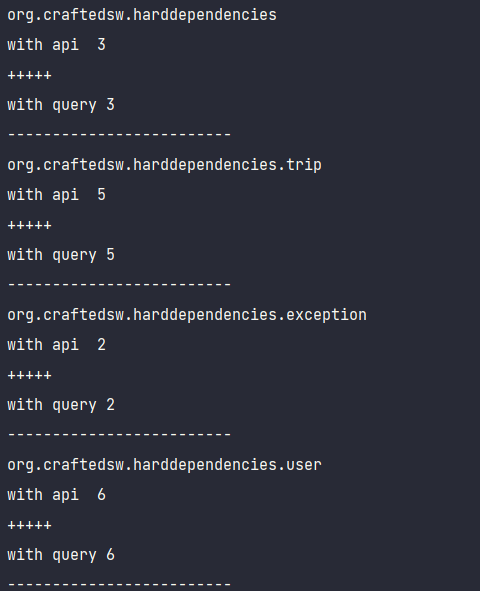 org.craftedsw.harddependencies
with api  3
+++++
with query 3
-------------------------
org.craftedsw.harddependencies.trip
with api  5
+++++
with query 5
-------------------------
org.craftedsw.harddependencies.exception
with api  2
+++++
with query 2
-------------------------
org.craftedsw.harddependencies.user
with api  6
+++++
with query 6
-------------------------